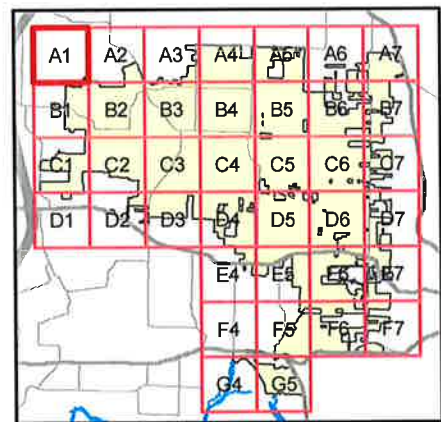 A1 A2 A3 A4 A5 A6 A7
B1 B2 B3 B4 B5 B6 B7
C1 C2 C3 C4 C5 C6 C7
D1 D2 D3 D4 D5 D6 D7
E4 E5 E6 E7
F4 F5 F6 F7
G4 G5